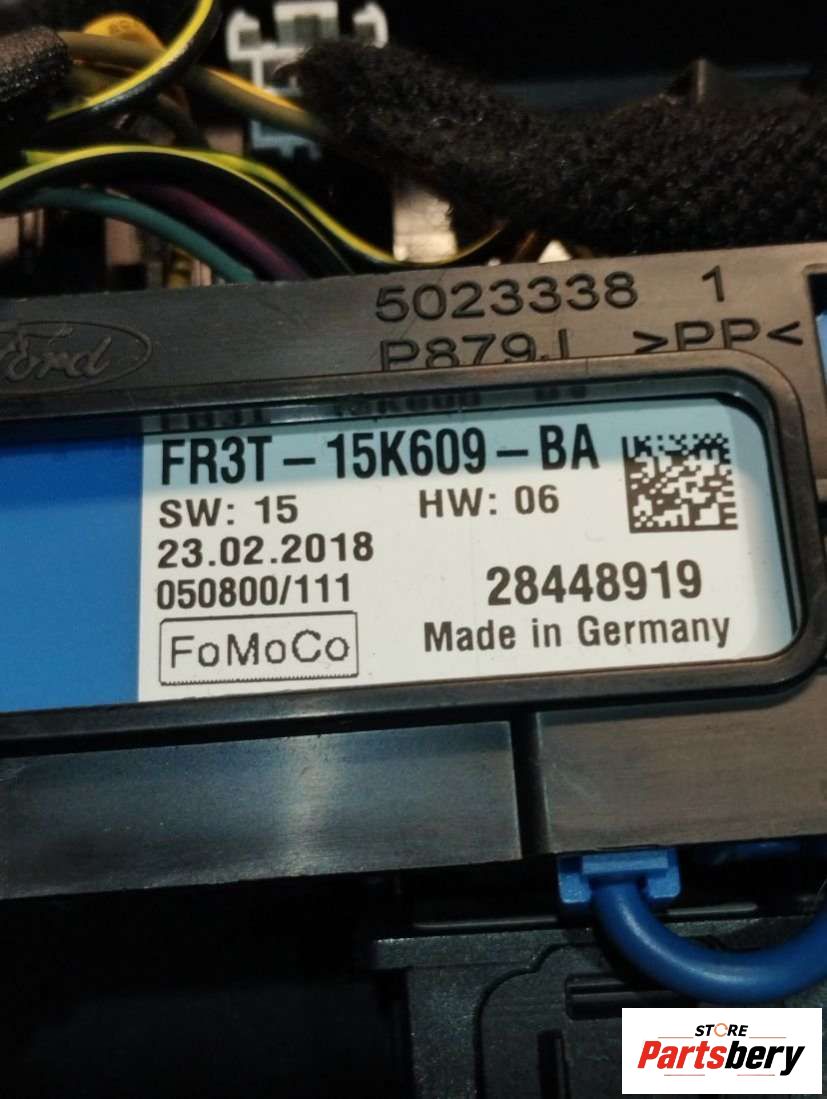 5023338 1
Ford
P879J >PP<
FR3T-15K609-BA
SW: 15 HW: 06
23.02.2018
050800/111 28448919
FoMoCo Made in Germany
STORE
Partsbery